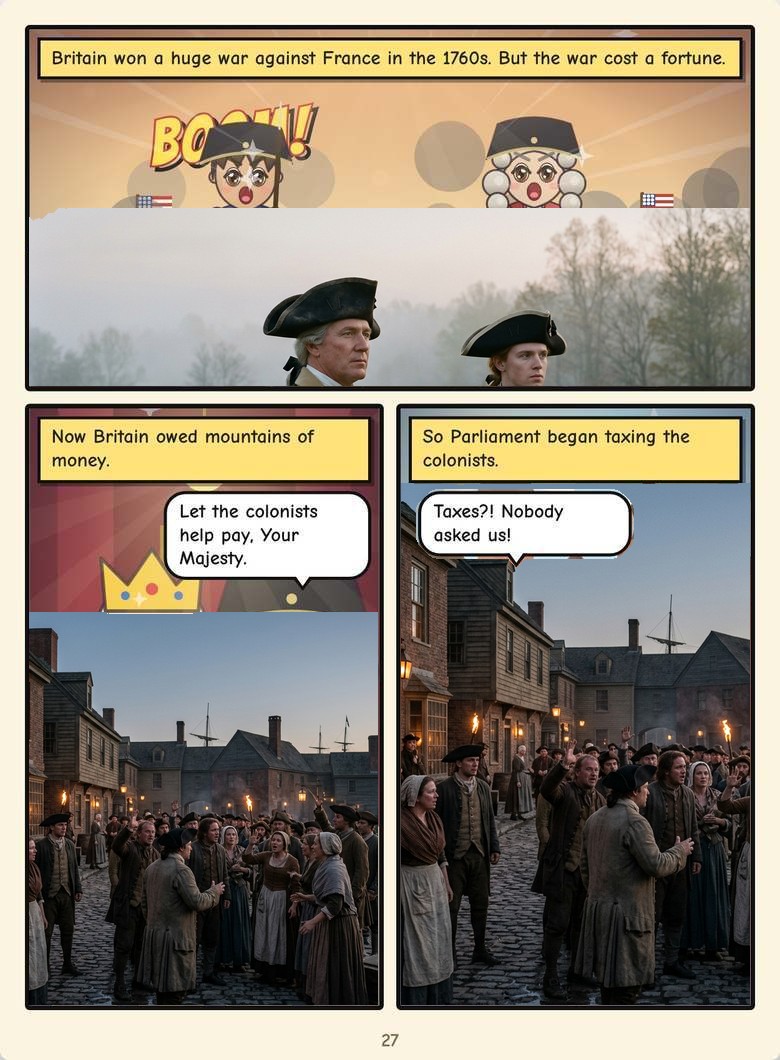 Britain won a huge war against France in the 1760s. But the war cost a fortune.
BOOM!
Now Britain owed mountains of
money.
Let the colonists
help pay, Your
Majesty.
So Parliament began taxing the
colonists.
Taxes?! Nobody
asked us!
27